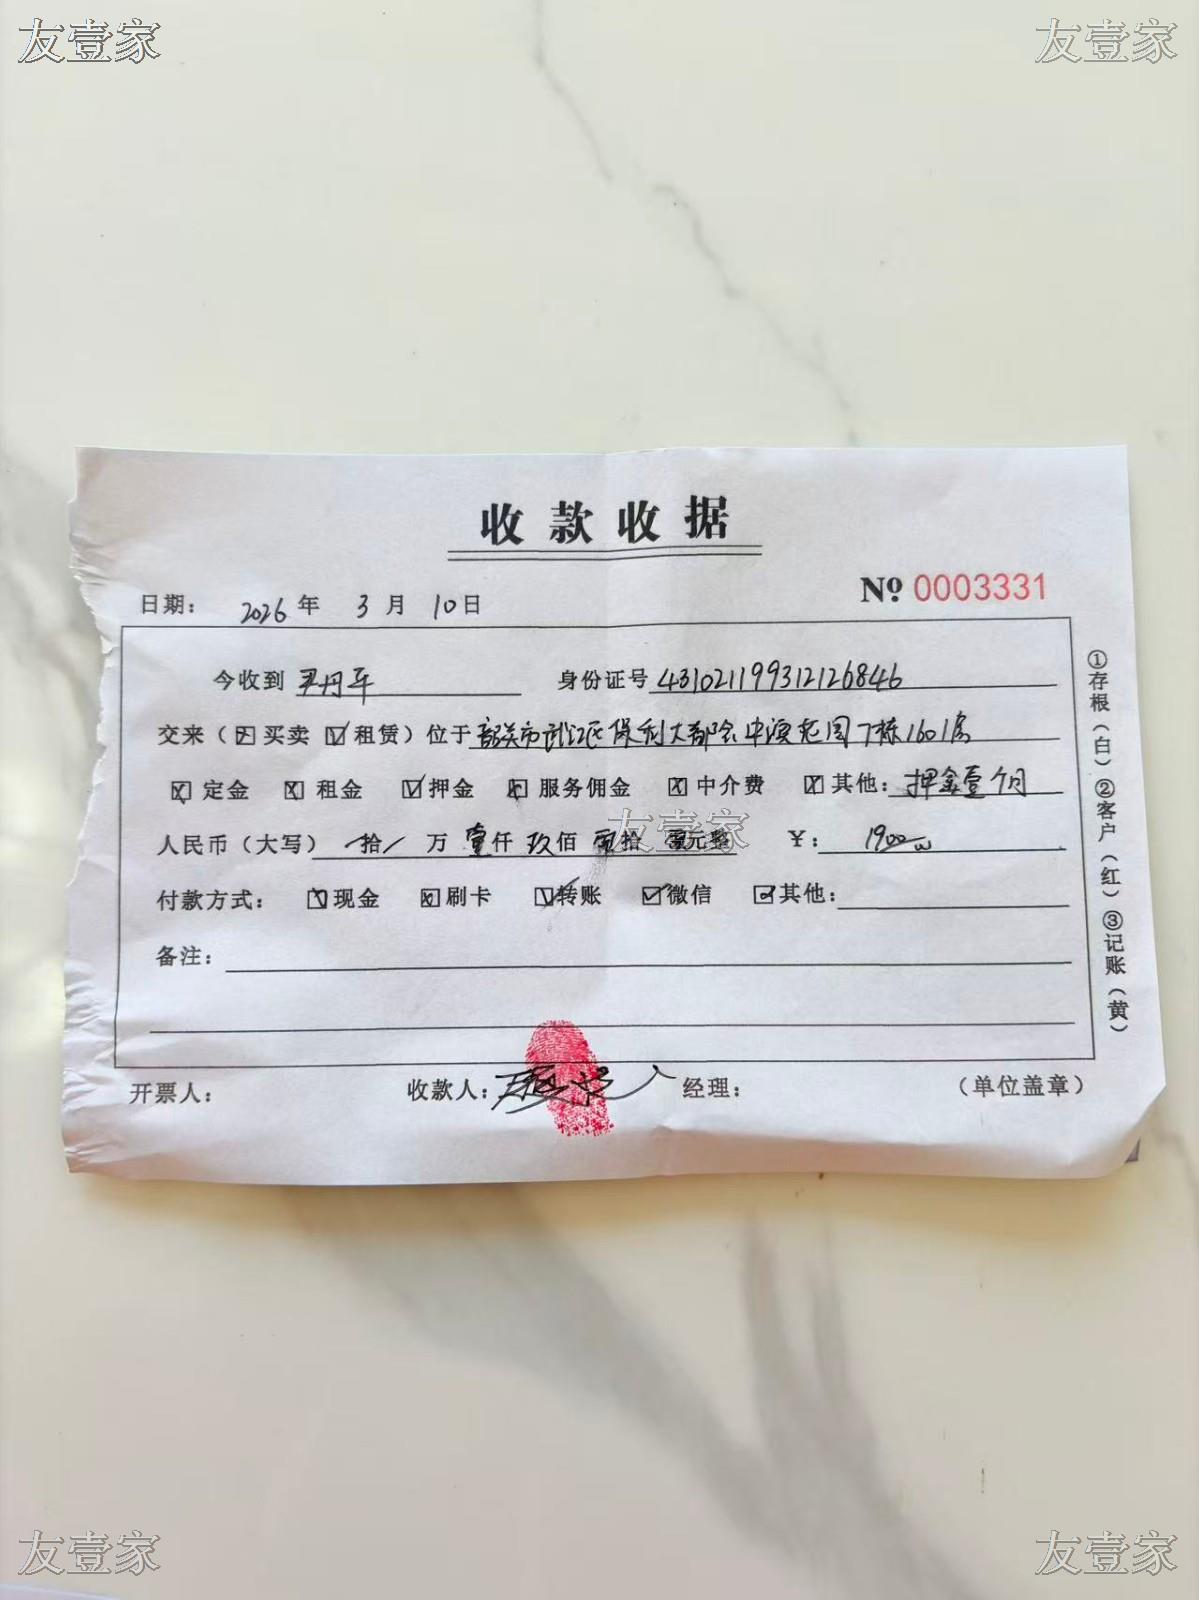 友壹家 友壹家
收款收据
№ 0003331
日期： 2026 年 3 月 10 日
今收到 尹丹平 身份证号 431021199312126846
交来（ 买卖 租赁）位于 韶关市武江区保利大都会中濠花园7栋1601房
定金 租金 押金 服务佣金 中介费 其他：押金壹个月
友壹家
人民币（大写） 拾 万 壹仟 玖佰 零拾 零元整 ￥： 1900
付款方式： 现金 刷卡 转账 微信 其他：
备注：
开票人： 收款人： 经理： （单位盖章）
①存根（白）②客户（红）③记账（黄）
友壹家 友壹家